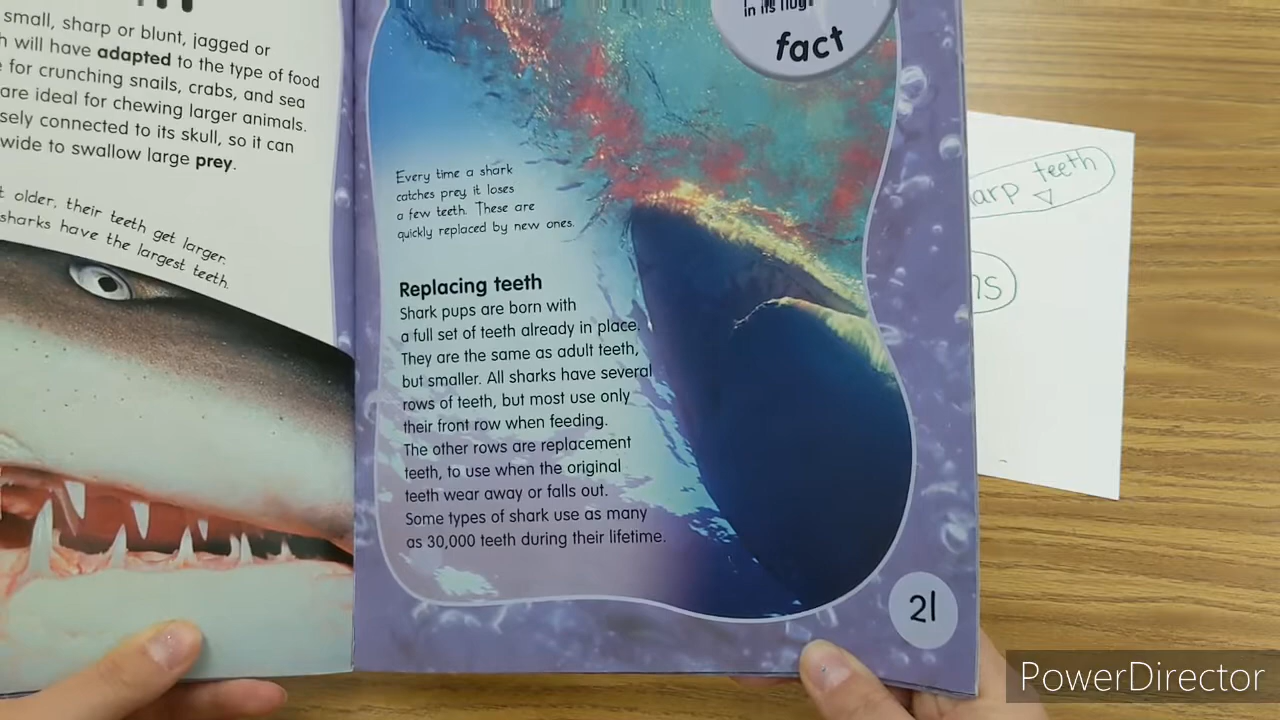 small, sharp or blunt, jagged or
will have adapted to the type of food
for crunching snails, crabs, and sea
are ideal for chewing larger animals.
connected to its skull, so it can
wide to swallow large prey.
older, their teeth get larger.
sharks have the largest teeth.
in its
fact
Every time a shark
catches prey it loses
a few teeth. These are
quickly replaced by new ones.
Replacing teeth
Shark pups are born with
a full set of teeth already in place.
They are the same as adult teeth,
but smaller. All sharks have several
rows of teeth, but most use only
their front row when feeding.
The other rows are replacement
teeth, to use when the original
teeth wear away or falls out.
Some types of shark use as many
as 30,000 teeth during their lifetime.
21
teeth
PowerDirector